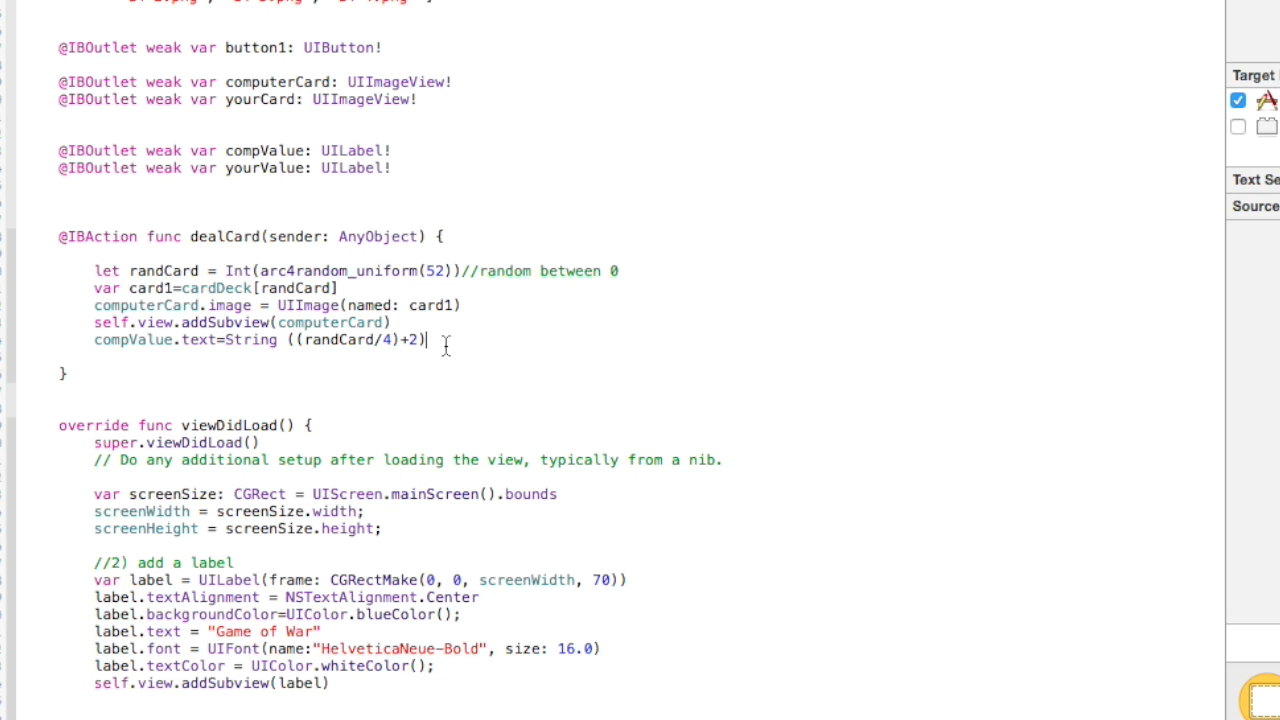 @IBOutlet weak var button1: UIButton!
@IBOutlet weak var computerCard: UIImageView!
@IBOutlet weak var yourCard: UIImageView!
@IBOutlet weak var compValue: UILabel!
@IBOutlet weak var yourValue: UILabel!
@IBAction func dealCard(sender: AnyObject) {
let randCard = Int(arc4random_uniform(52))//random between 0
var card1=cardDeck[randCard]
computerCard.image = UIImage(named: card1)
self.view.addSubview(computerCard)
compValue.text=String ((randCard/4)+2)
}
override func viewDidLoad() {
super.viewDidLoad()
// Do any additional setup after loading the view, typically from a nib.
var screenSize: CGRect = UIScreen.mainScreen().bounds
screenWidth = screenSize.width;
screenHeight = screenSize.height;
//2) add a label
var label = UILabel(frame: CGRectMake(0, 0, screenWidth, 70))
label.textAlignment = NSTextAlignment.Center
label.backgroundColor=UIColor.blueColor();
label.text = "Game of War"
label.font = UIFont(name:"HelveticaNeue-Bold", size: 16.0)
label.textColor = UIColor.whiteColor();
self.view.addSubview(label)
Target
Text Se
Source